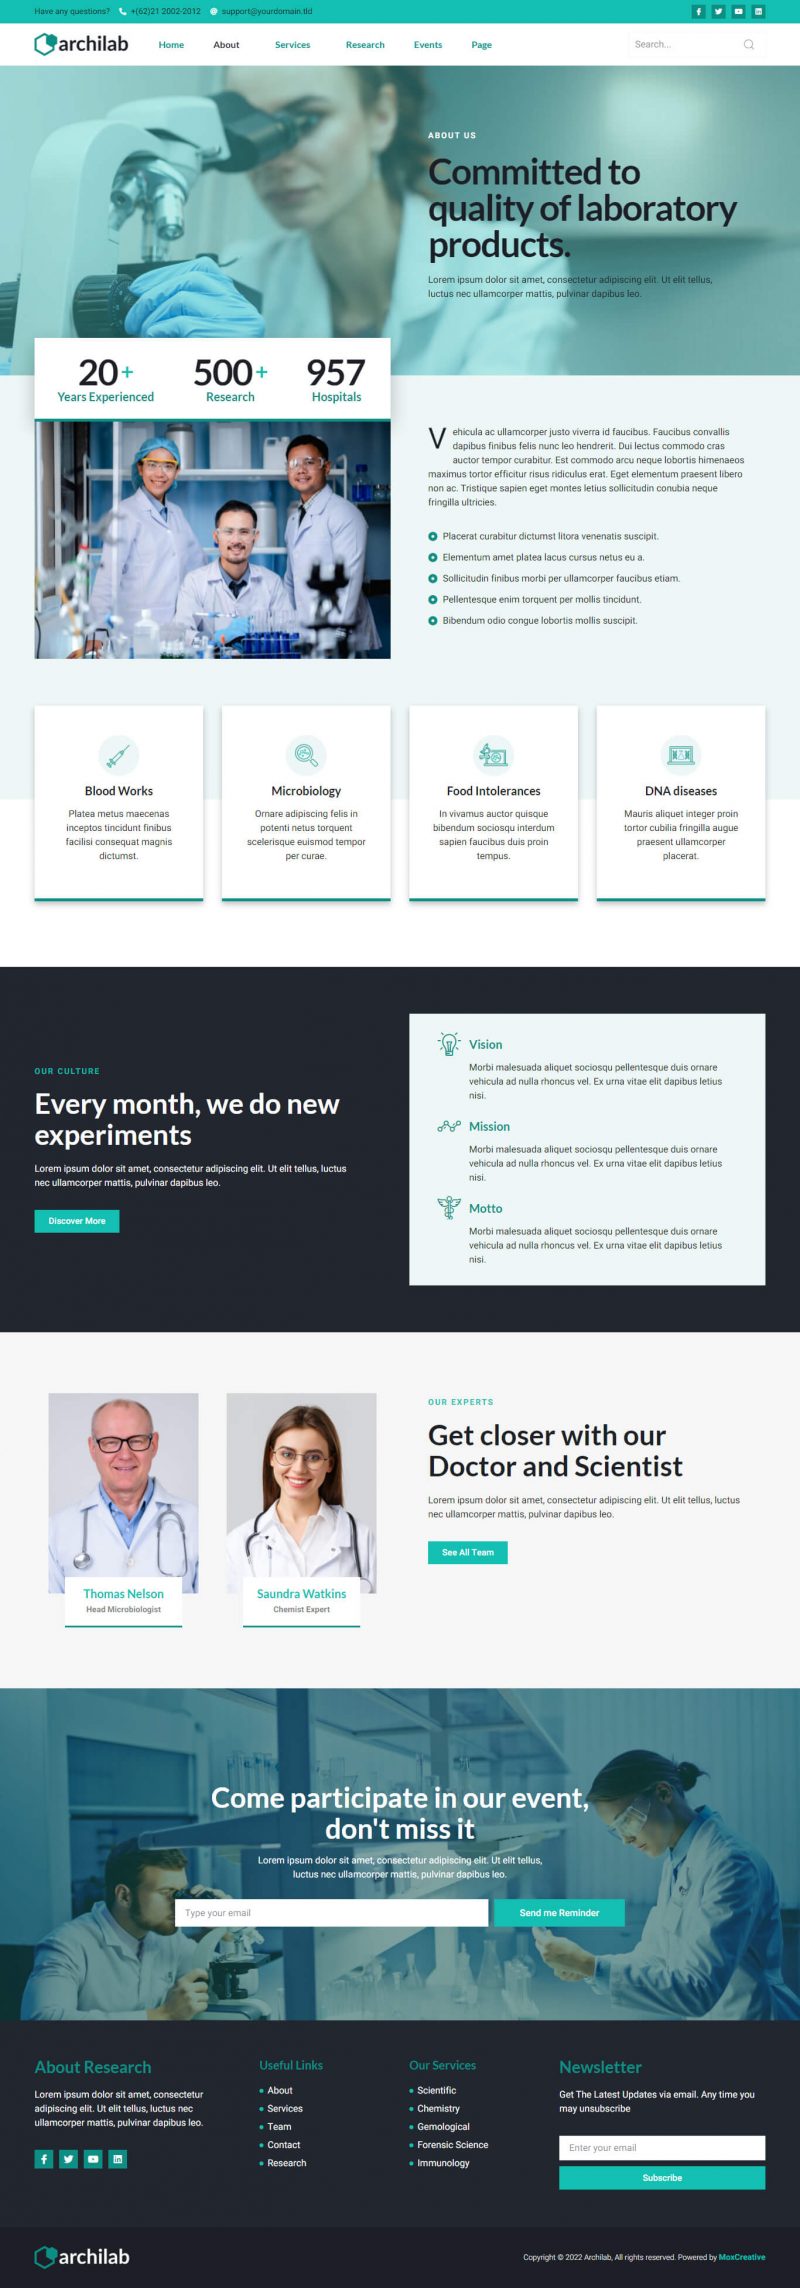 Have any questions? +(62)21 2002-2012 support@yourdomain.tld
archilab Home About Services Research Events Page Search...
ABOUT US
Committed to
quality of laboratory
products.
Lorem ipsum dolor sit amet, consectetur adipiscing elit. Ut elit tellus,
luctus nec ullamcorper mattis, pulvinar dapibus leo.
20+ 500+ 957
Years Experienced Research Hospitals
Vehicula ac ullamcorper justo viverra id faucibus. Faucibus convallis
dapibus finibus felis nunc leo hendrerit. Dui lectus commodo cras
auctor tempor curabitur. Est commodo arcu neque lobortis himenaeos
maximus tortor efficitur risus ridiculus erat. Eget elementum praesent libero
non ac. Tristique sapien eget montes letius sollicitudin conubia neque
fringilla ultricies.
Placerat curabitur dictumst litora venenatis suscipit.
Elementum amet platea lacus cursus netus eu a.
Sollicitudin finibus morbi per ullamcorper faucibus etiam.
Pellentesque enim torquent per mollis tincidunt.
Bibendum odio congue lobortis mollis suscipit.
Blood Works
Platea metus maecenas
inceptos tincidunt finibus
facilisi consequat magnis
dictumst.
Microbiology
Ornare adipiscing felis in
potenti netus torquent
scelerisque euismod tempor
per curae.
Food Intolerances
In vivamus auctor quisque
bibendum sociosqu interdum
sapien faucibus duis proin
tempus.
DNA diseases
Mauris aliquet integer proin
tortor cubilia fringilla augue
praesent ullamcorper
placerat.
OUR CULTURE
Every month, we do new
experiments
Lorem ipsum dolor sit amet, consectetur adipiscing elit. Ut elit tellus, luctus
nec ullamcorper mattis, pulvinar dapibus leo.
Discover More
Vision
Morbi malesuada aliquet sociosqu pellentesque duis ornare
vehicula ad nulla rhoncus vel. Ex urna vitae elit dapibus letius
nisi.
Mission
Morbi malesuada aliquet sociosqu pellentesque duis ornare
vehicula ad nulla rhoncus vel. Ex urna vitae elit dapibus letius
nisi.
Motto
Morbi malesuada aliquet sociosqu pellentesque duis ornare
vehicula ad nulla rhoncus vel. Ex urna vitae elit dapibus letius
nisi.
Thomas Nelson
Head Microbiologist
Saundra Watkins
Chemist Expert
OUR EXPERTS
Get closer with our
Doctor and Scientist
Lorem ipsum dolor sit amet, consectetur adipiscing elit. Ut elit tellus, luctus
nec ullamcorper mattis, pulvinar dapibus leo.
See All Team
Come participate in our event,
don't miss it
Lorem ipsum dolor sit amet, consectetur adipiscing elit. Ut elit tellus,
luctus nec ullamcorper mattis, pulvinar dapibus leo.
Type your email Send me Reminder
About Research
Lorem ipsum dolor sit amet, consectetur
adipiscing elit. Ut elit tellus, luctus nec
ullamcorper mattis, pulvinar dapibus leo.
Useful Links
About
Services
Team
Contact
Research
Our Services
Scientific
Chemistry
Gemological
Forensic Science
Immunology
Newsletter
Get The Latest Updates via email. Any time you
may unsubscribe
Enter your email
Subscribe
archilab
Copyright © 2022 Archilab, All rights reserved. Powered by MoxCreative